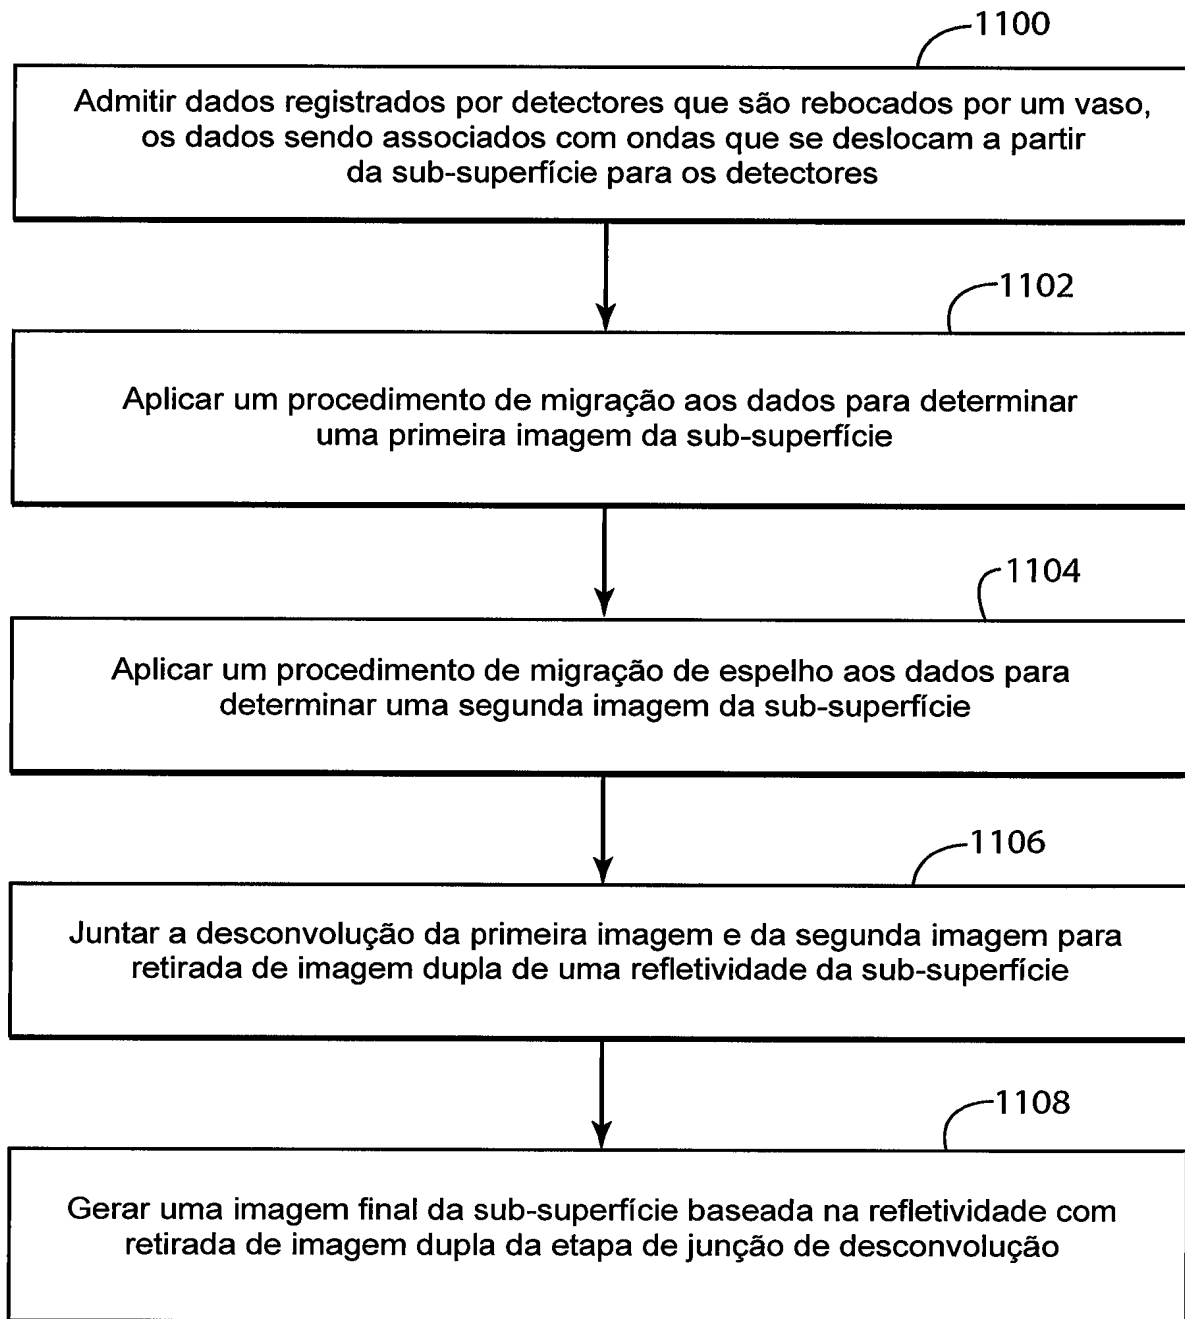 1100
Admitir dados registrados por detectores que são rebocados por um vaso,
os dados sendo associados com ondas que se deslocam a partir
da sub-superfície para os detectores
1102
Aplicar um procedimento de migração aos dados para determinar
uma primeira imagem da sub-superfície
1104
Aplicar um procedimento de migração de espelho aos dados para
determinar uma segunda imagem da sub-superfície
1106
Juntar a desconvolução da primeira imagem e da segunda imagem para
retirada de imagem dupla de uma refletividade da sub-superfície
1108
Gerar uma imagem final da sub-superfície baseada na refletividade com
retirada de imagem dupla da etapa de junção de desconvolução